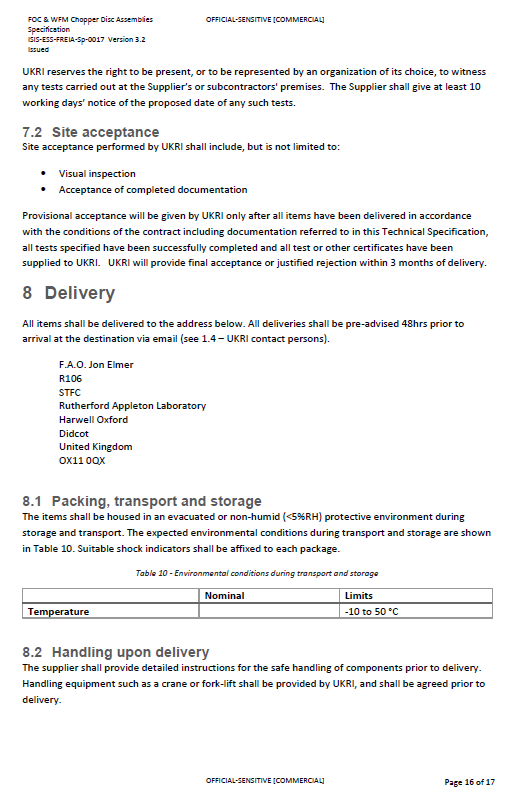 FOC & WFM Chopper Disc Assemblies
OFFICIAL-SENSITIVE [COMMERCIAL]
Specification
ISIS-ESS-FREIA-Sp-0017 Version 3.2
Issued
UKRI reserves the right to be present, or to be represented by an organization of its choice, to witness
any tests carried out at the Supplier's or subcontractors' premises. The Supplier shall give at least 10
working days' notice of the proposed date of any such tests.
7.2 Site acceptance
Site acceptance performed by UKRI shall include, but is not limited to:
• Visual inspection
• Acceptance of completed documentation
Provisional acceptance will be given by UKRI only after all items have been delivered in accordance
with the conditions of the contract including documentation referred to in this Technical Specification,
all tests specified have been successfully completed and all test or other certificates have been
supplied to UKRI. UKRI will provide final acceptance or justified rejection within 3 months of delivery.
8 Delivery
All items shall be delivered to the address below. All deliveries shall be pre-advised 48hrs prior to
arrival at the destination via email (see 1.4 – UKRI contact persons).
F.A.O. Jon Elmer
R106
STFC
Rutherford Appleton Laboratory
Harwell Oxford
Didcot
United Kingdom
OX11 0QX
8.1 Packing, transport and storage
The items shall be housed in an evacuated or non-humid (<5%RH) protective environment during
storage and transport. The expected environmental conditions during transport and storage are shown
in Table 10. Suitable shock indicators shall be affixed to each package.
Table 10 - Environmental conditions during transport and storage
Nominal Limits
Temperature -10 to 50 °C
8.2 Handling upon delivery
The supplier shall provide detailed instructions for the safe handling of components prior to delivery.
Handling equipment such as a crane or fork-lift shall be provided by UKRI, and shall be agreed prior to
delivery.
OFFICIAL-SENSITIVE [COMMERCIAL]
Page 16 of 17